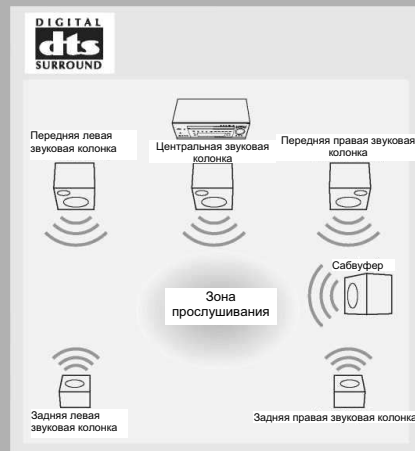 DIGITAL
dts
SURROUND
Передняя левая
звуковая колонка
Центральная звуковая
колонка
Передняя правая звуковая
колонка
Сабвуфер
Зона
прослушивания
Задняя левая
звуковая колонка
Задняя правая звуковая колонка